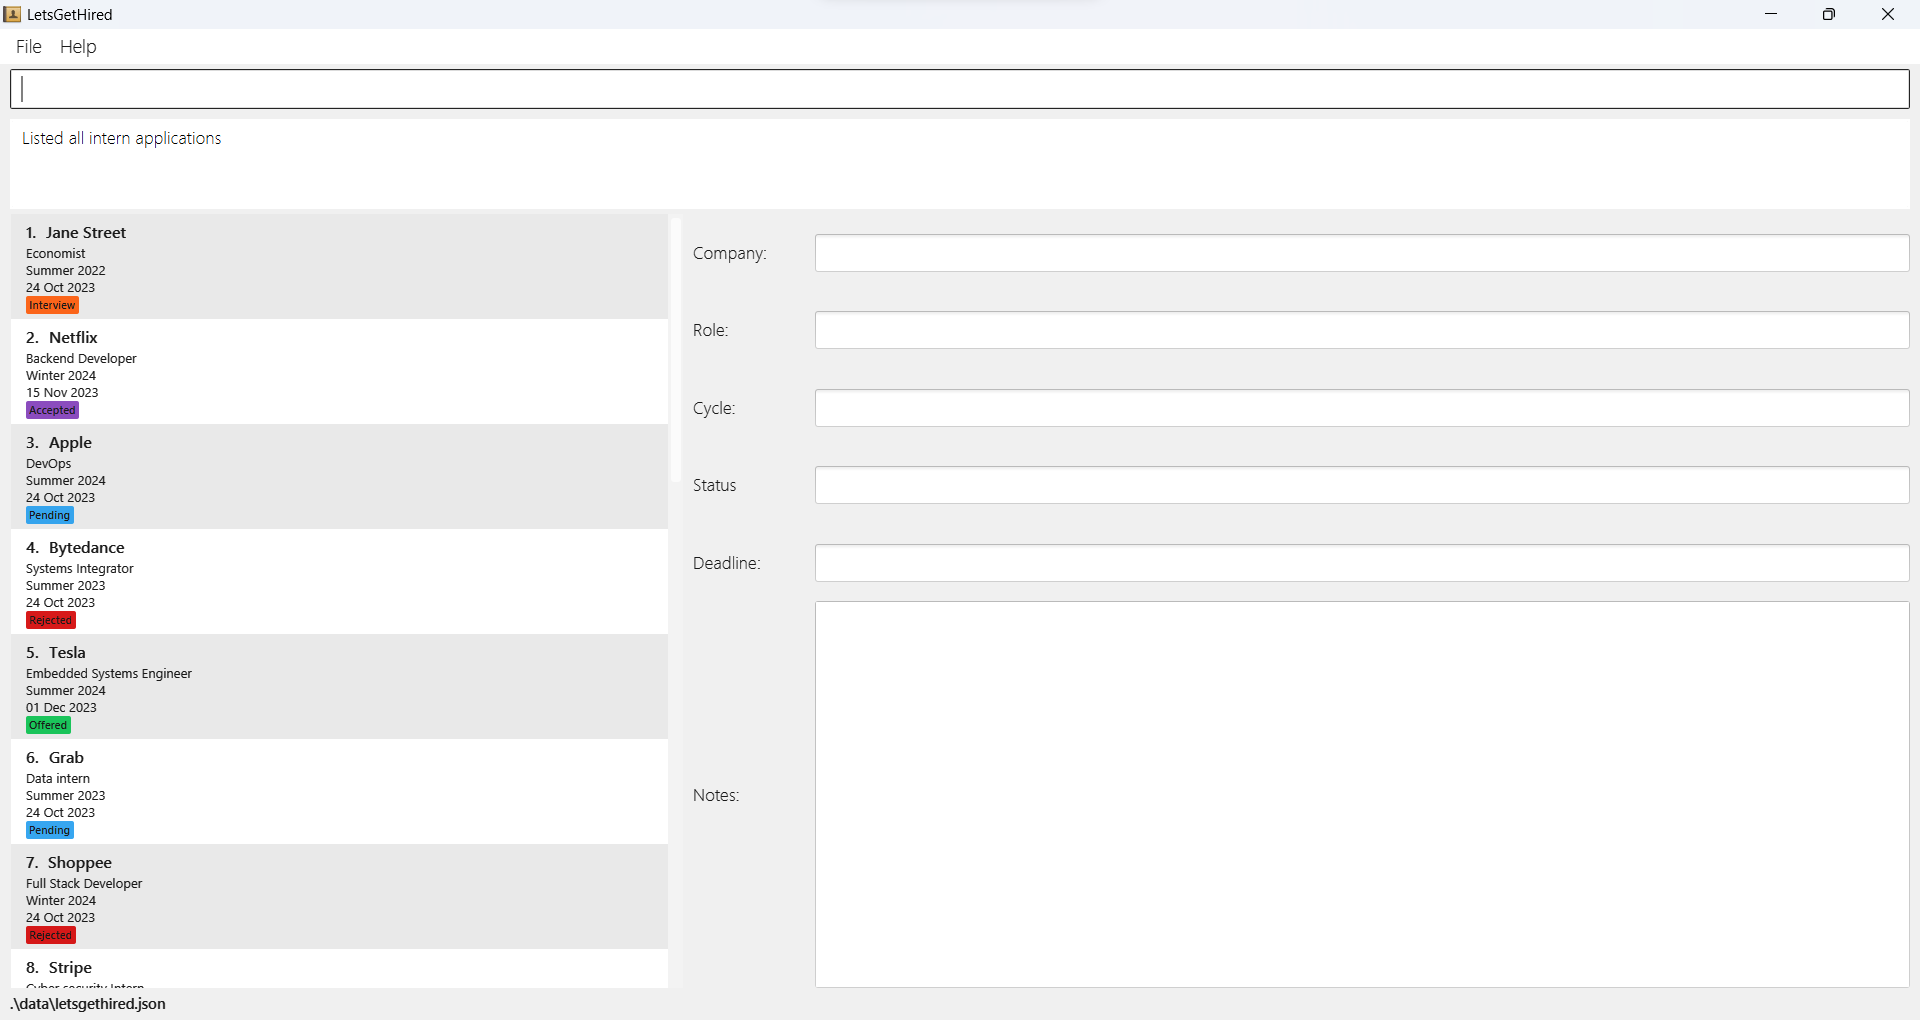 LetsGetHired
File Help
Listed all intern applications
1. Jane Street
Economist
Summer 2022
24 Oct 2023
Interview
2. Netflix
Backend Developer
Winter 2024
15 Nov 2023
Accepted
3. Apple
DevOps
Summer 2024
24 Oct 2023
Pending
4. Bytedance
Systems Integrator
Summer 2023
24 Oct 2023
Rejected
5. Tesla
Embedded Systems Engineer
Summer 2024
01 Dec 2023
Offered
6. Grab
Data intern
Summer 2023
24 Oct 2023
Pending
7. Shoppee
Full Stack Developer
Winter 2024
24 Oct 2023
Rejected
8. Stripe
Cyber security Intern
Company:
Role:
Cycle:
Status
Deadline:
Notes:
.\data\letsgethired.json